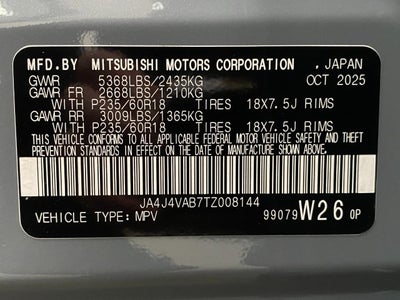 MFD.BY MITSUBISHI MOTORS CORPORATION , JAPAN
GVWR 5368LBS/2435KG OCT 2025
GAWR FR 2668LBS/1210KG
WITH P235/60R18 TIRES 18X7.5J RIMS
GAWR RR 3009LBS/1365KG
WITH P235/60R18 TIRES 18X7.5J RIMS
THIS VEHICLE CONFORMS TO ALL APPLICABLE FEDERAL MOTOR VEHICLE SAFETY AND
THEFT PREVENTION STANDARDS IN EFFECT ON THE DATE OF MANUFACTURE SHOWN ABOVE.
JA4J4VAB7TZ008144
VEHICLE TYPE: MPV 99079 W26 0P